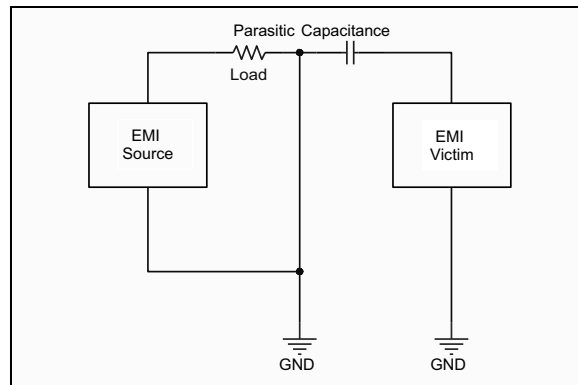 Parasitic Capacitance
Load
EMI
Source
EMI
Victim
GND
GND